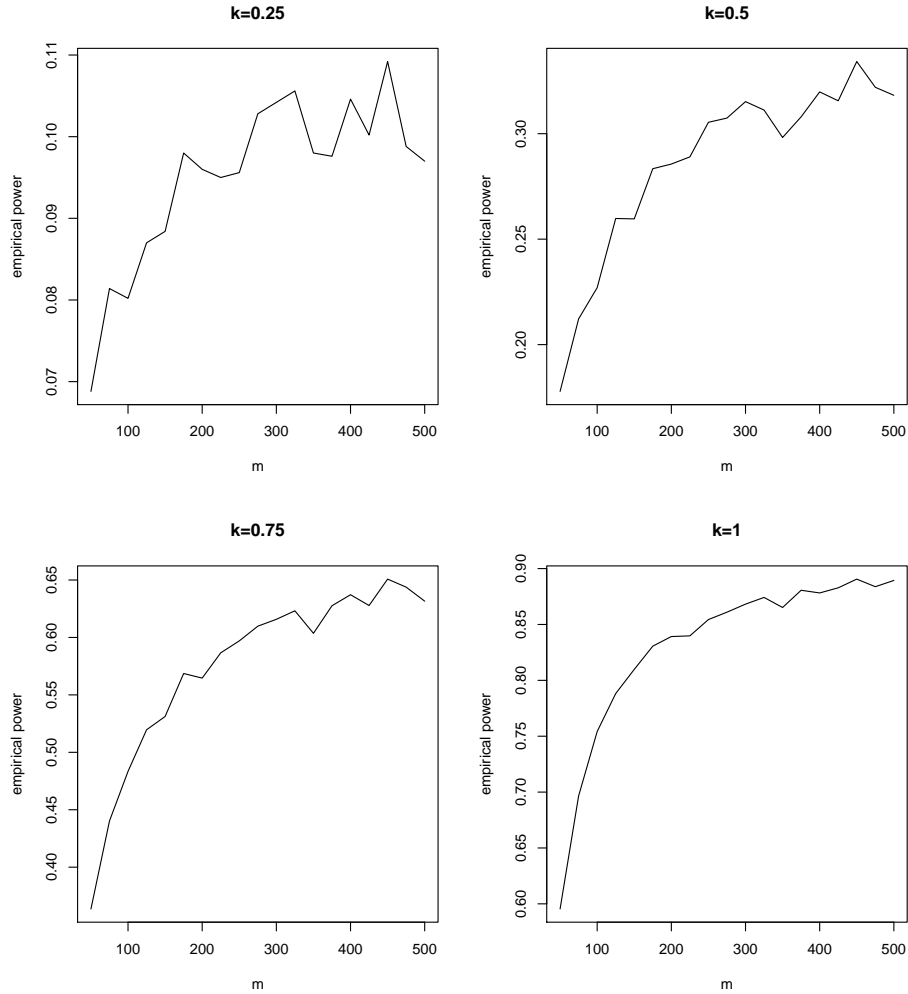 k=0.25
empirical power
0.11
0.10
0.09
0.08
0.07
100 200 300 400 500
m
k=0.5
empirical power
0.30
0.25
0.20
100 200 300 400 500
m
k=0.75
empirical power
0.65
0.60
0.55
0.50
0.45
0.40
100 200 300 400 500
m
k=1
empirical power
0.90
0.85
0.80
0.75
0.70
0.65
0.60
100 200 300 400 500
m